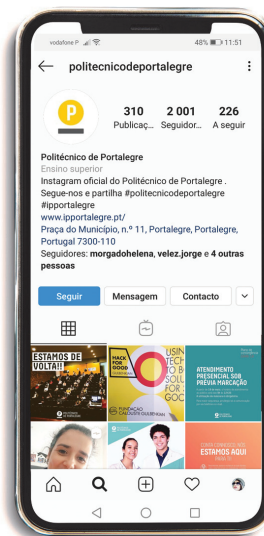 vodafone P 48% 11:51
politecnicodeportalegre
P
310 2 001 226
Publicaç... Seguidor... A seguir
Politécnico de Portalegre
Ensino superior
Instagram oficial do Politécnico de Portalegre .
Segue-nos e partilha #politecnicodeportalegre
#ipportalegre
www.ipportalegre.pt/
Praça do Município, n.º 11, Portalegre, Portalegre,
Portugal 7300-110
Seguidores: morgadohelena, velez.jorge e 4 outras
pessoas
Seguir Mensagem Contacto
ESTAMOS DE
VOLTA!!
HACK
FOR
GOOD
FUNDAÇÃO
CALOUSTE GULBENKIAN
ATENDIMENTO
PRESENCIAL SOB
PRÉVIA MARCAÇÃO
ESTAMOS AQUI